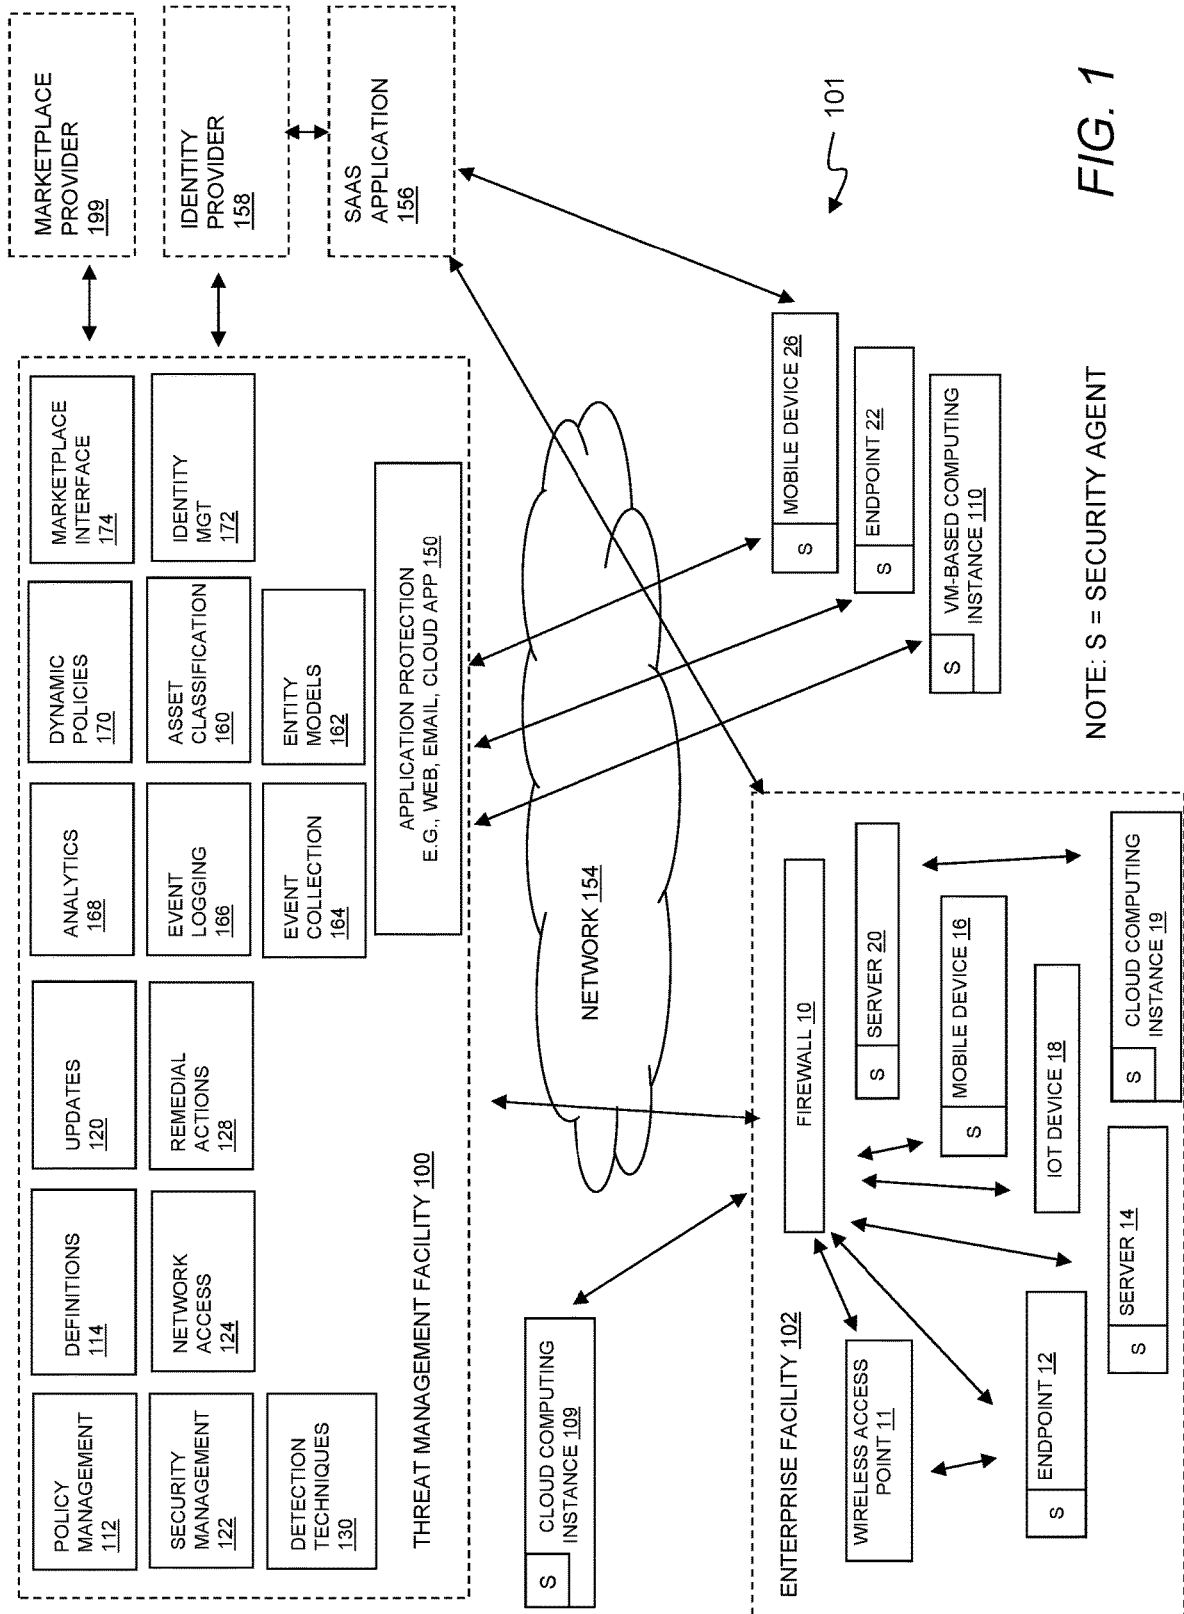 POLICY
MANAGEMENT
112
DEFINITIONS
114
UPDATES
120
ANALYTICS
168
DYNAMIC
POLICIES
170
MARKETPLACE
INTERFACE
174
MARKETPLACE
PROVIDER
199
SECURITY
MANAGEMENT
122
NETWORK
ACCESS
124
REMEDIAL
ACTIONS
128
EVENT
LOGGING
166
ASSET
CLASSIFICATION
160
IDENTITY
MGT
172
IDENTITY
PROVIDER
158
DETECTION
TECHNIQUES
130
EVENT
COLLECTION
164
ENTITY
MODELS
162
SAAS
APPLICATION
156
THREAT MANAGEMENT FACILITY 100
APPLICATION PROTECTION
E.G., WEB, EMAIL, CLOUD APP 150
S
CLOUD COMPUTING
INSTANCE 109
NETWORK 154
101
ENTERPRISE FACILITY 102
FIREWALL 10
S
MOBILE DEVICE 26
WIRELESS ACCESS
POINT 11
S
SERVER 20
S
ENDPOINT 22
S
MOBILE DEVICE 16
S
VM-BASED COMPUTING
INSTANCE 110
S
ENDPOINT 12
IOT DEVICE 18
S
SERVER 14
S
CLOUD COMPUTING
INSTANCE 19
NOTE: S = SECURITY AGENT
FIG. 1